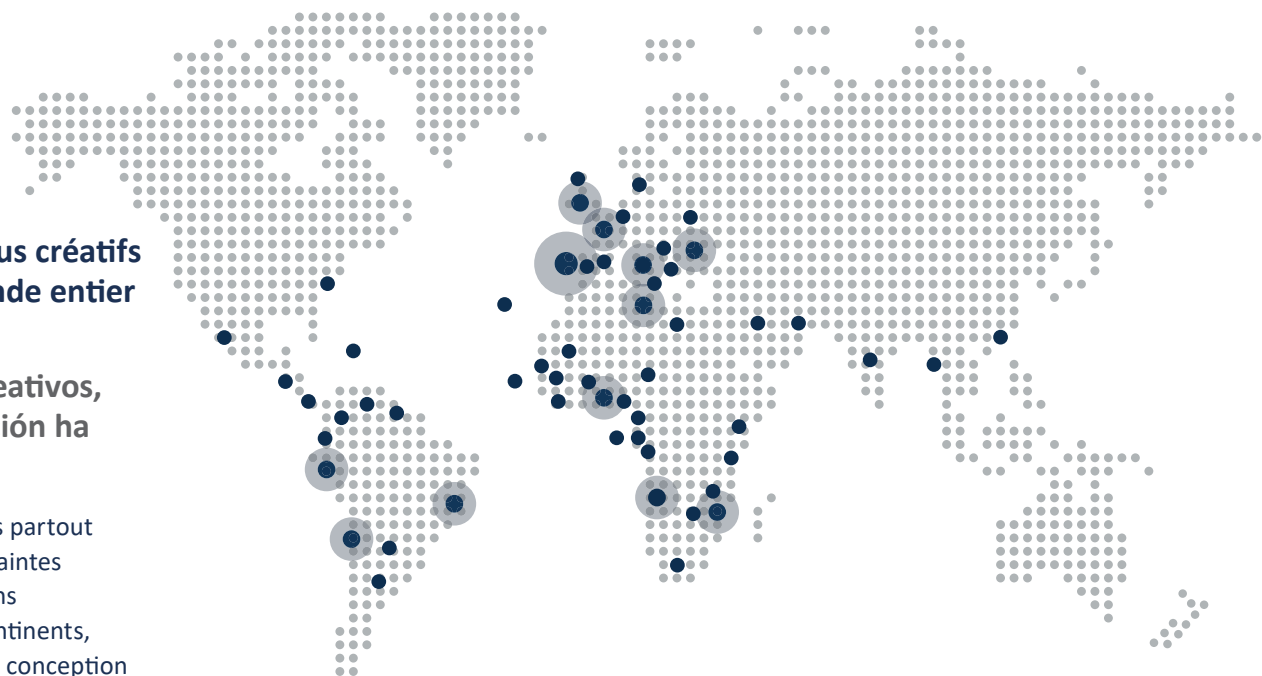 us créatifs
nde entier
eativos,
ión ha
s partout
aintes
ns
ntinents,
conception